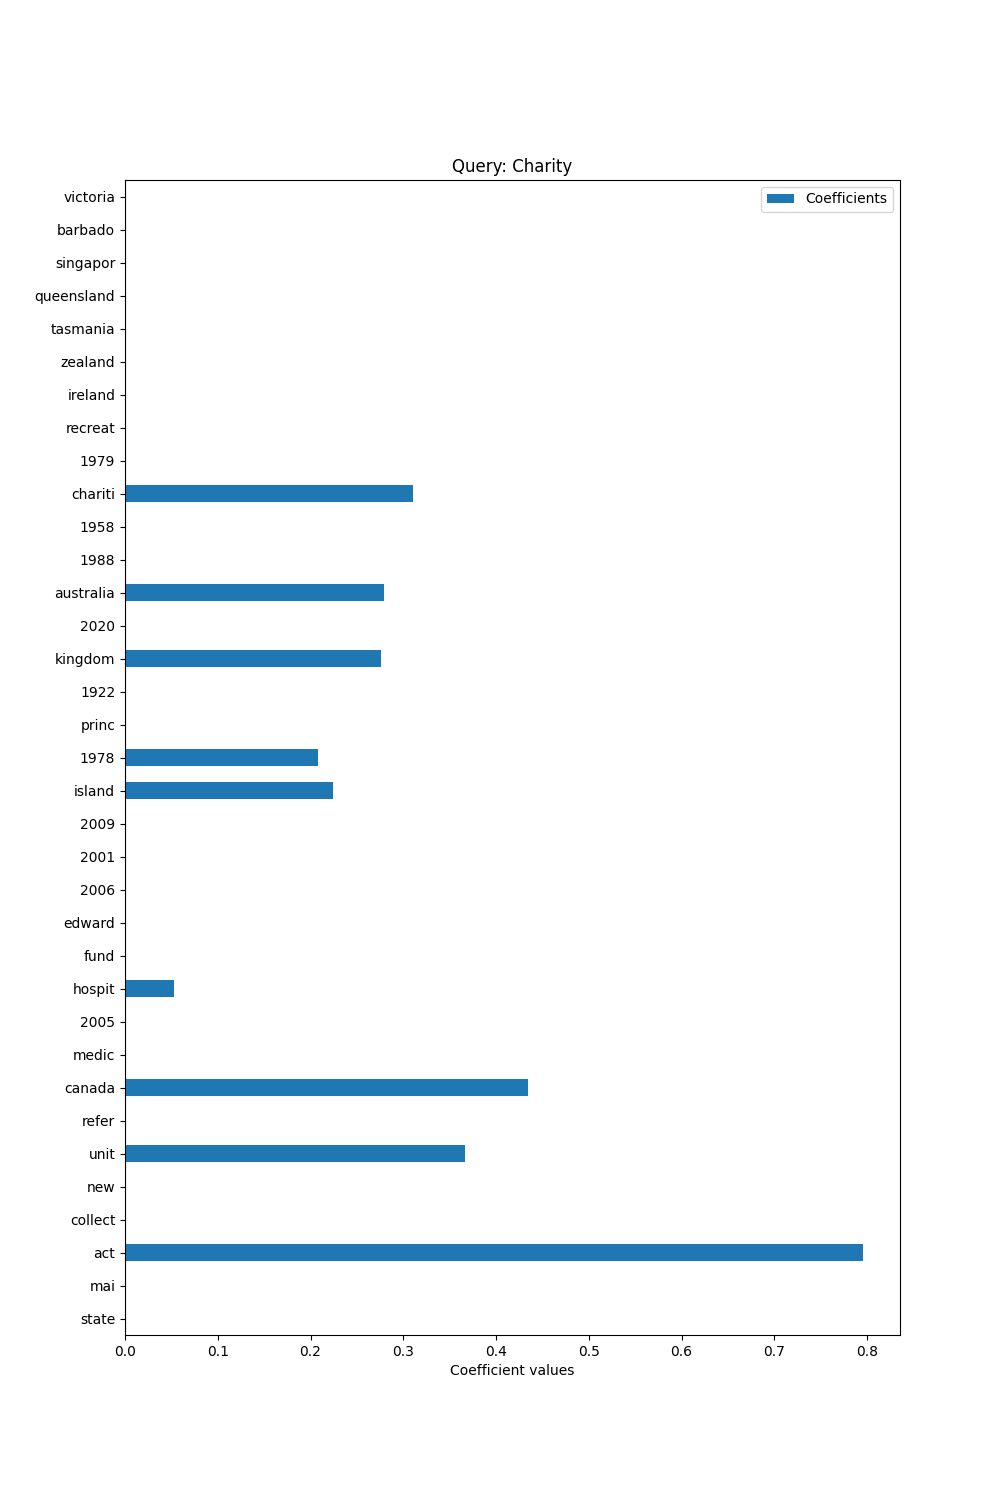 Query: Charity
Coefficients
victoria
barbado
singapor
queensland
tasmania
zealand
ireland
recreat
1979
chariti
1958
1988
australia
2020
kingdom
1922
princ
1978
island
2009
2001
2006
edward
fund
hospit
2005
medic
canada
refer
unit
new
collect
act
mai
state
0.0 0.1 0.2 0.3 0.4 0.5 0.6 0.7 0.8
Coefficient values